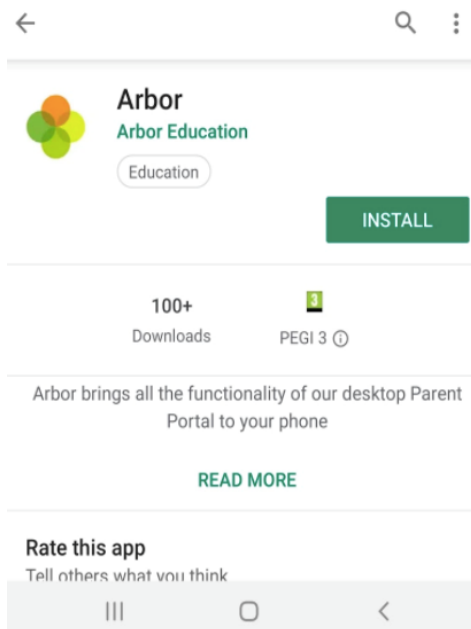 Arbor
Arbor Education
Education
INSTALL
100+
Downloads
3
PEGI 3
Arbor brings all the functionality of our desktop Parent
Portal to your phone
READ MORE
Rate this app
Tell others what you think